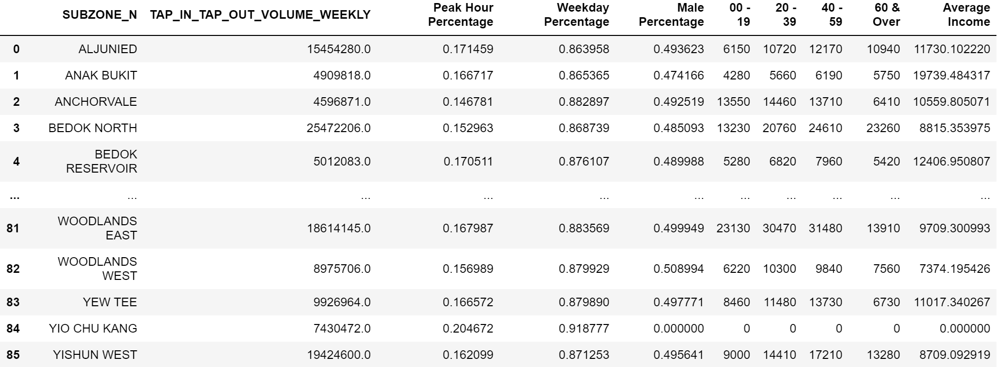 SUBZONE_N TAP_IN_TAP_OUT_VOLUME_WEEKLY Peak Hour Percentage Weekday Percentage Male Percentage 00 - 19 20 - 39 40 - 59 60 & Over Average Income
0 ALJUNIED 15454280.0 0.171459 0.863958 0.493623 6150 10720 12170 10940 11730.102220
1 ANAK BUKIT 4909818.0 0.166717 0.865365 0.474166 4280 5660 6190 5750 19739.484317
2 ANCHORVALE 4596871.0 0.146781 0.882897 0.492519 13550 14460 13710 6410 10559.805071
3 BEDOK NORTH 25472206.0 0.152963 0.868739 0.485093 13230 20760 24610 23260 8815.353975
4 BEDOK RESERVOIR 5012083.0 0.170511 0.876107 0.489988 5280 6820 7960 5420 12406.950807
... ... ... ... ... ... ... ... ... ... ...
81 WOODLANDS EAST 18614145.0 0.167987 0.883569 0.499949 23130 30470 31480 13910 9709.300993
82 WOODLANDS WEST 8975706.0 0.156989 0.879929 0.508994 6220 10300 9840 7560 7374.195426
83 YEW TEE 9926964.0 0.166572 0.879890 0.497771 8460 11480 13730 6730 11017.340267
84 YIO CHU KANG 7430472.0 0.204672 0.918777 0.000000 0 0 0 0 0.000000
85 YISHUN WEST 19424600.0 0.162099 0.871253 0.495641 9000 14410 17210 13280 8709.092919